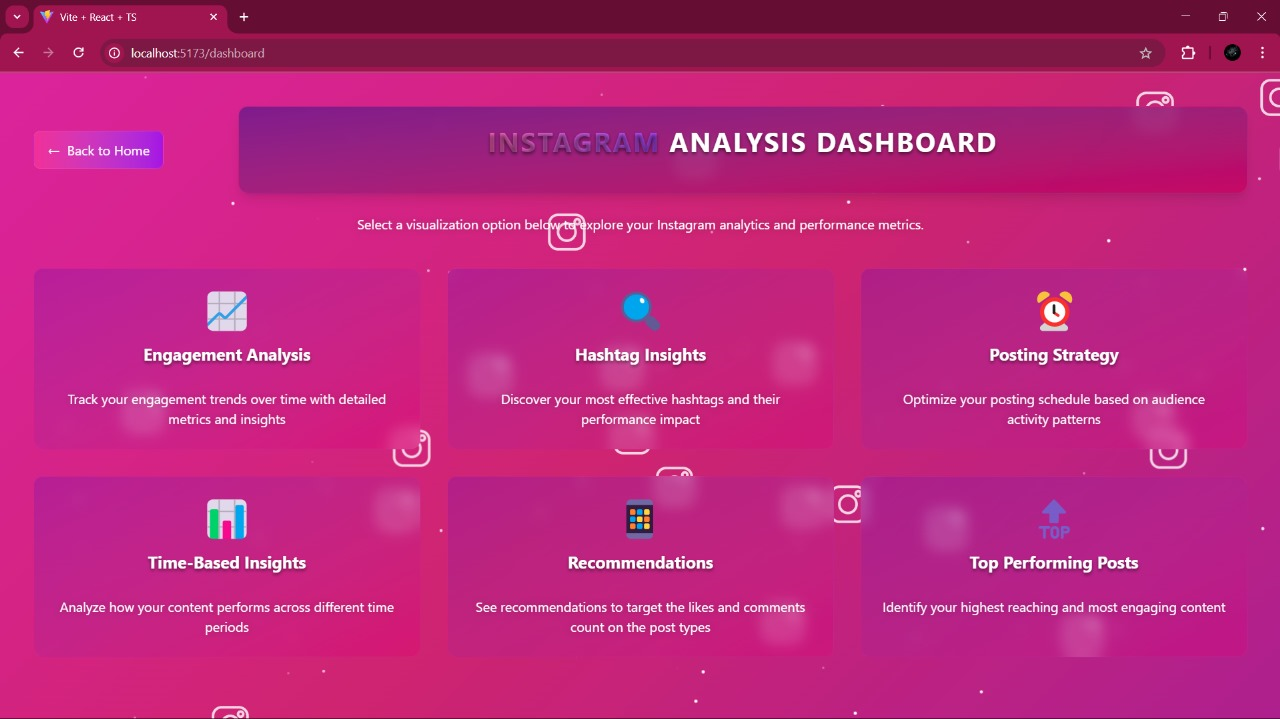 Vite + React + TS
localhost:5173/dashboard
← Back to Home
INSTAGRAM ANALYSIS DASHBOARD
Select a visualization option below to explore your Instagram analytics and performance metrics.
Engagement Analysis
Track your engagement trends over time with detailed
metrics and insights
Hashtag Insights
Discover your most effective hashtags and their
performance impact
Posting Strategy
Optimize your posting schedule based on audience
activity patterns
Time-Based Insights
Analyze how your content performs across different time
periods
Recommendations
See recommendations to target the likes and comments
count on the post types
TOP
Top Performing Posts
Identify your highest reaching and most engaging content